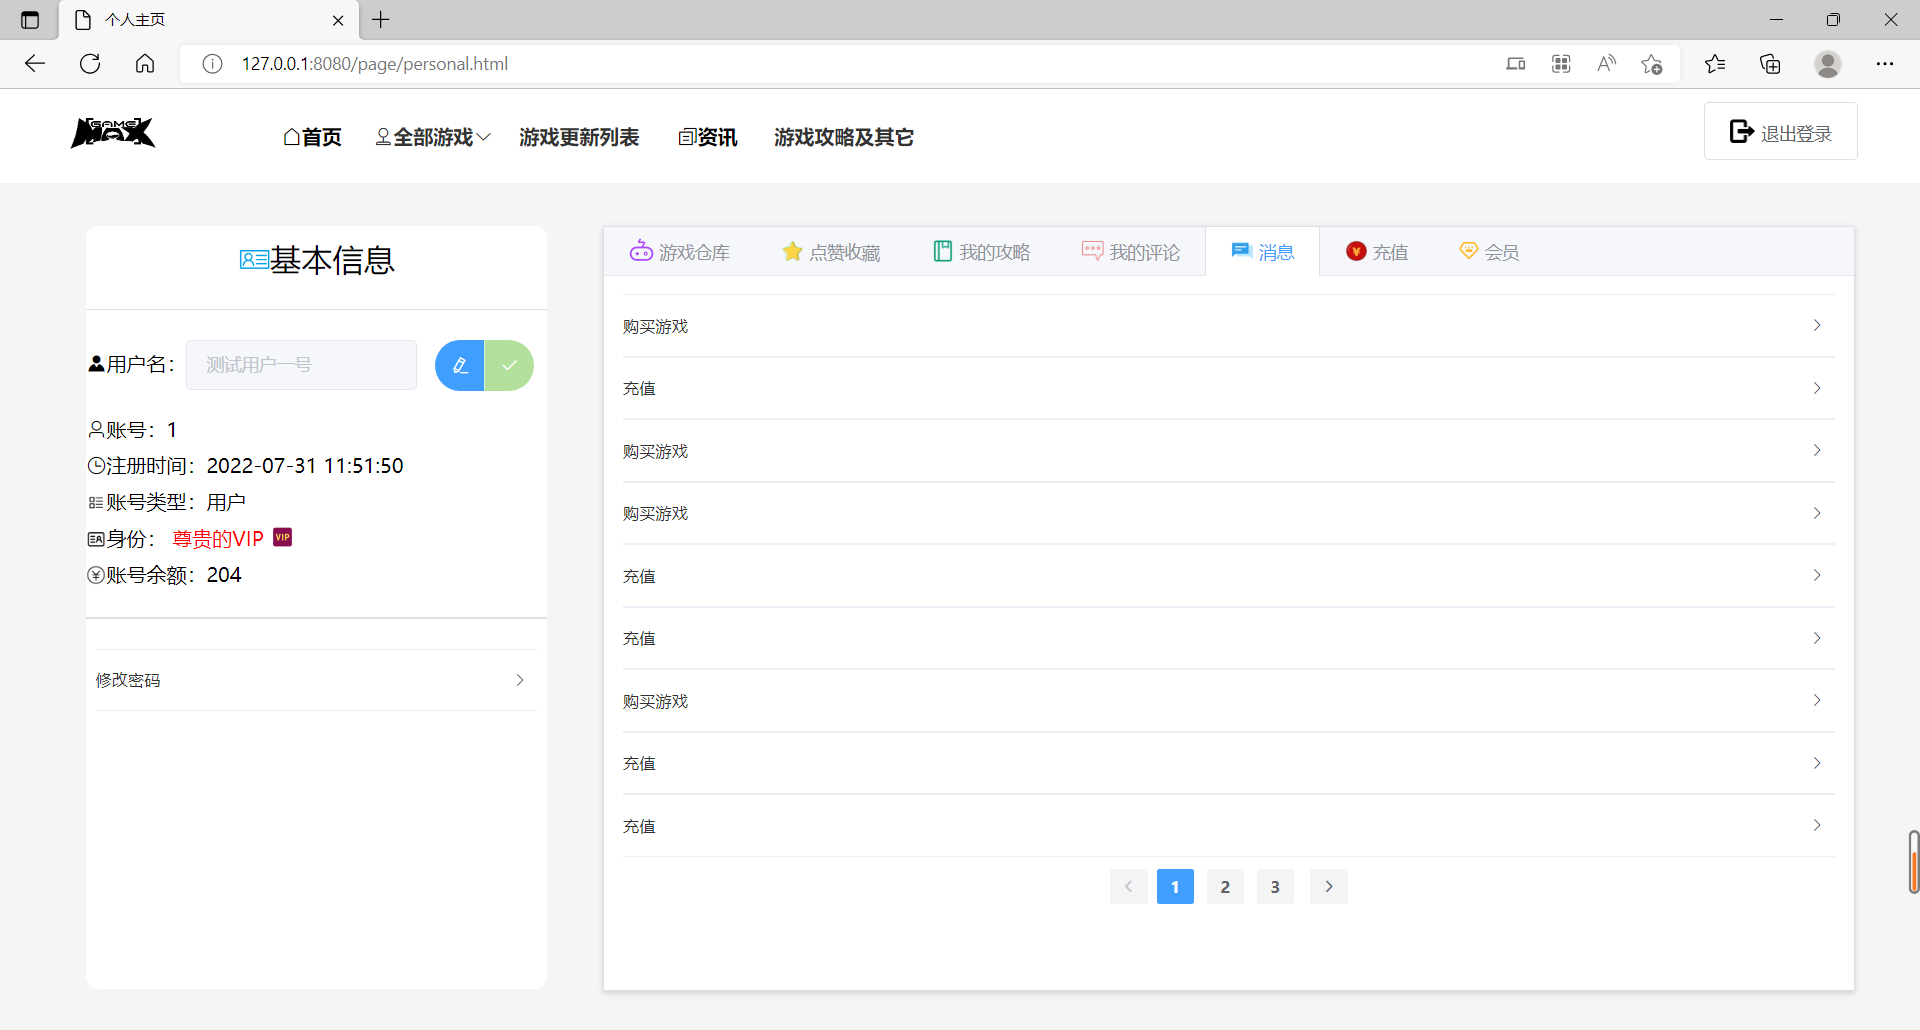 个人主页
127.0.0.1:8080/page/personal.html
GAME
MAX
首页 全部游戏 游戏更新列表 资讯 游戏攻略及其它
退出登录
基本信息
用户名：测试用户一号
账号：1
注册时间：2022-07-31 11:51:50
账号类型：用户
身份：尊贵的VIP VIP
账号余额：204
修改密码
游戏仓库 点赞收藏 我的攻略 我的评论 消息 充值 会员
购买游戏
充值
购买游戏
购买游戏
充值
充值
购买游戏
充值
充值
1 2 3